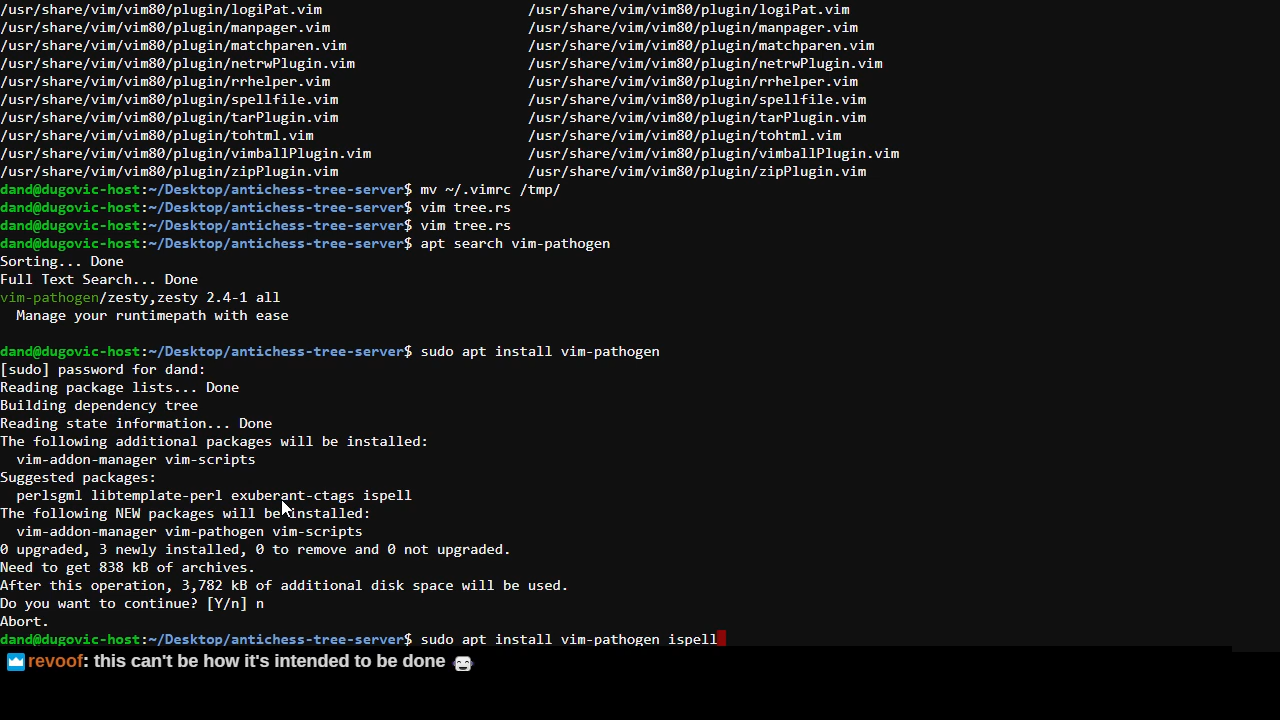 /usr/share/vim/vim80/plugin/logiPat.vim /usr/share/vim/vim80/plugin/logiPat.vim
/usr/share/vim/vim80/plugin/manpager.vim /usr/share/vim/vim80/plugin/manpager.vim
/usr/share/vim/vim80/plugin/matchparen.vim /usr/share/vim/vim80/plugin/matchparen.vim
/usr/share/vim/vim80/plugin/netrwPlugin.vim /usr/share/vim/vim80/plugin/netrwPlugin.vim
/usr/share/vim/vim80/plugin/rrhelper.vim /usr/share/vim/vim80/plugin/rrhelper.vim
/usr/share/vim/vim80/plugin/spellfile.vim /usr/share/vim/vim80/plugin/spellfile.vim
/usr/share/vim/vim80/plugin/tarPlugin.vim /usr/share/vim/vim80/plugin/tarPlugin.vim
/usr/share/vim/vim80/plugin/tohtml.vim /usr/share/vim/vim80/plugin/tohtml.vim
/usr/share/vim/vim80/plugin/vimballPlugin.vim /usr/share/vim/vim80/plugin/vimballPlugin.vim
/usr/share/vim/vim80/plugin/zipPlugin.vim /usr/share/vim/vim80/plugin/zipPlugin.vim
dand@dugovic-host:~/Desktop/antichess-tree-server$ mv ~/.vimrc /tmp/
dand@dugovic-host:~/Desktop/antichess-tree-server$ vim tree.rs
dand@dugovic-host:~/Desktop/antichess-tree-server$ vim tree.rs
dand@dugovic-host:~/Desktop/antichess-tree-server$ apt search vim-pathogen
Sorting... Done
Full Text Search... Done
vim-pathogen/zesty,zesty 2.4-1 all
Manage your runtimepath with ease
dand@dugovic-host:~/Desktop/antichess-tree-server$ sudo apt install vim-pathogen
[sudo] password for dand:
Reading package lists... Done
Building dependency tree
Reading state information... Done
The following additional packages will be installed:
vim-addon-manager vim-scripts
Suggested packages:
perlsgml libtemplate-perl exuberant-ctags ispell
The following NEW packages will be installed:
vim-addon-manager vim-pathogen vim-scripts
0 upgraded, 3 newly installed, 0 to remove and 0 not upgraded.
Need to get 838 kB of archives.
After this operation, 3,782 kB of additional disk space will be used.
Do you want to continue? [Y/n] n
Abort.
dand@dugovic-host:~/Desktop/antichess-tree-server$ sudo apt install vim-pathogen ispell
revoof: this can't be how it's intended to be done